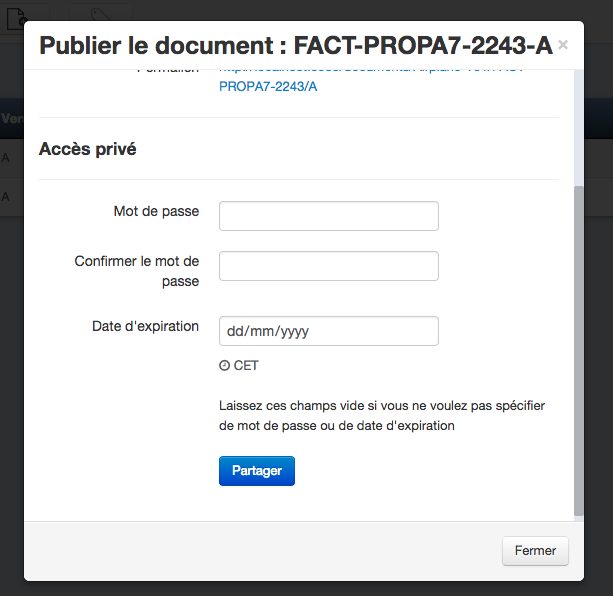 Publier le document : FACT-PROPA7-2243-A ×
PROPA7-2243/A
Accès privé
Mot de passe
Confirmer le mot de
passe
Date d'expiration
dd/mm/yyyy
CET
Laissez ces champs vide si vous ne voulez pas spécifier
de mot de passe ou de date d'expiration
Partager
Fermer
Ver
A
A